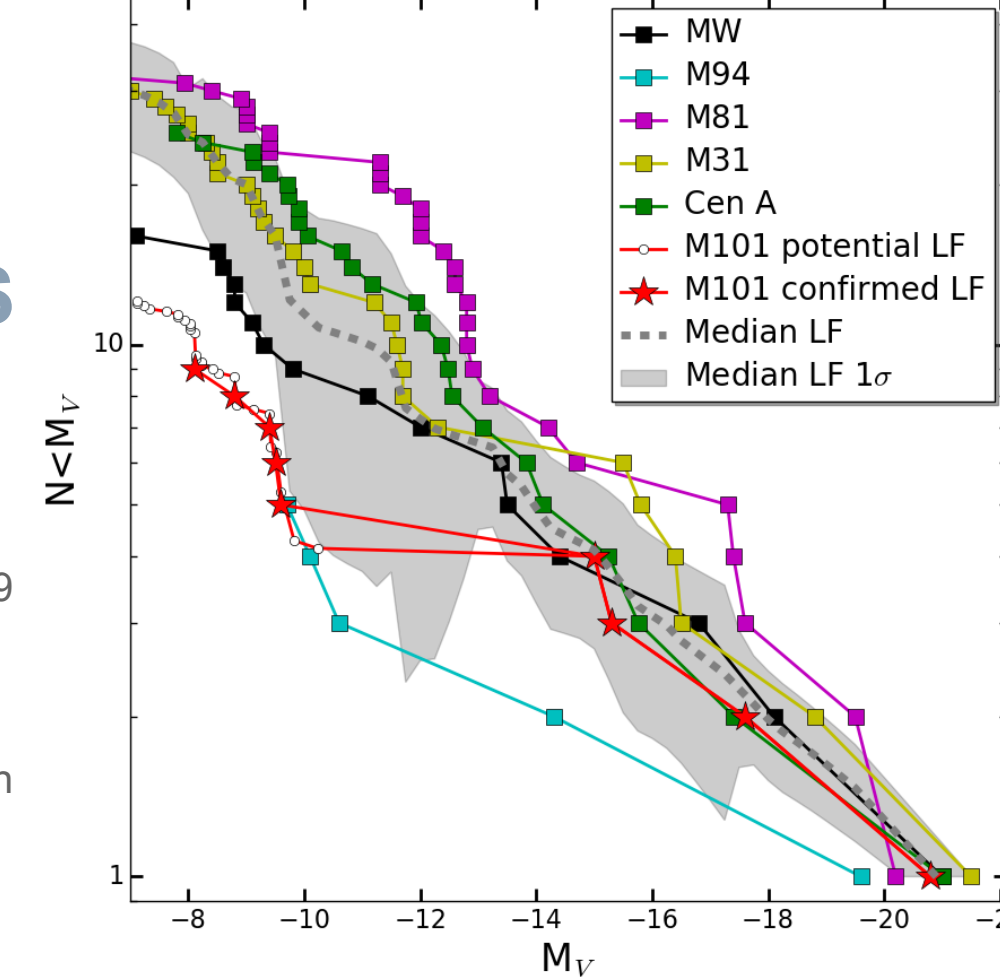 MW
M94
M81
M31
Cen A
M101 potential LF
M101 confirmed LF
Median LF
Median LF 1σ
s
10
N<M_V
9
n
1
−8 −10 −12 −14 −16 −18 −20
M_V